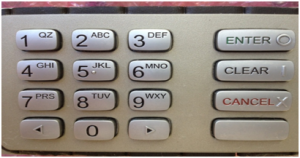 1 QZ 2 ABC 3 DEF ENTER
4 GHI 5 JKL 6 MNO CLEAR
7 PRS 8 TUV 9 WXY CANCEL
0